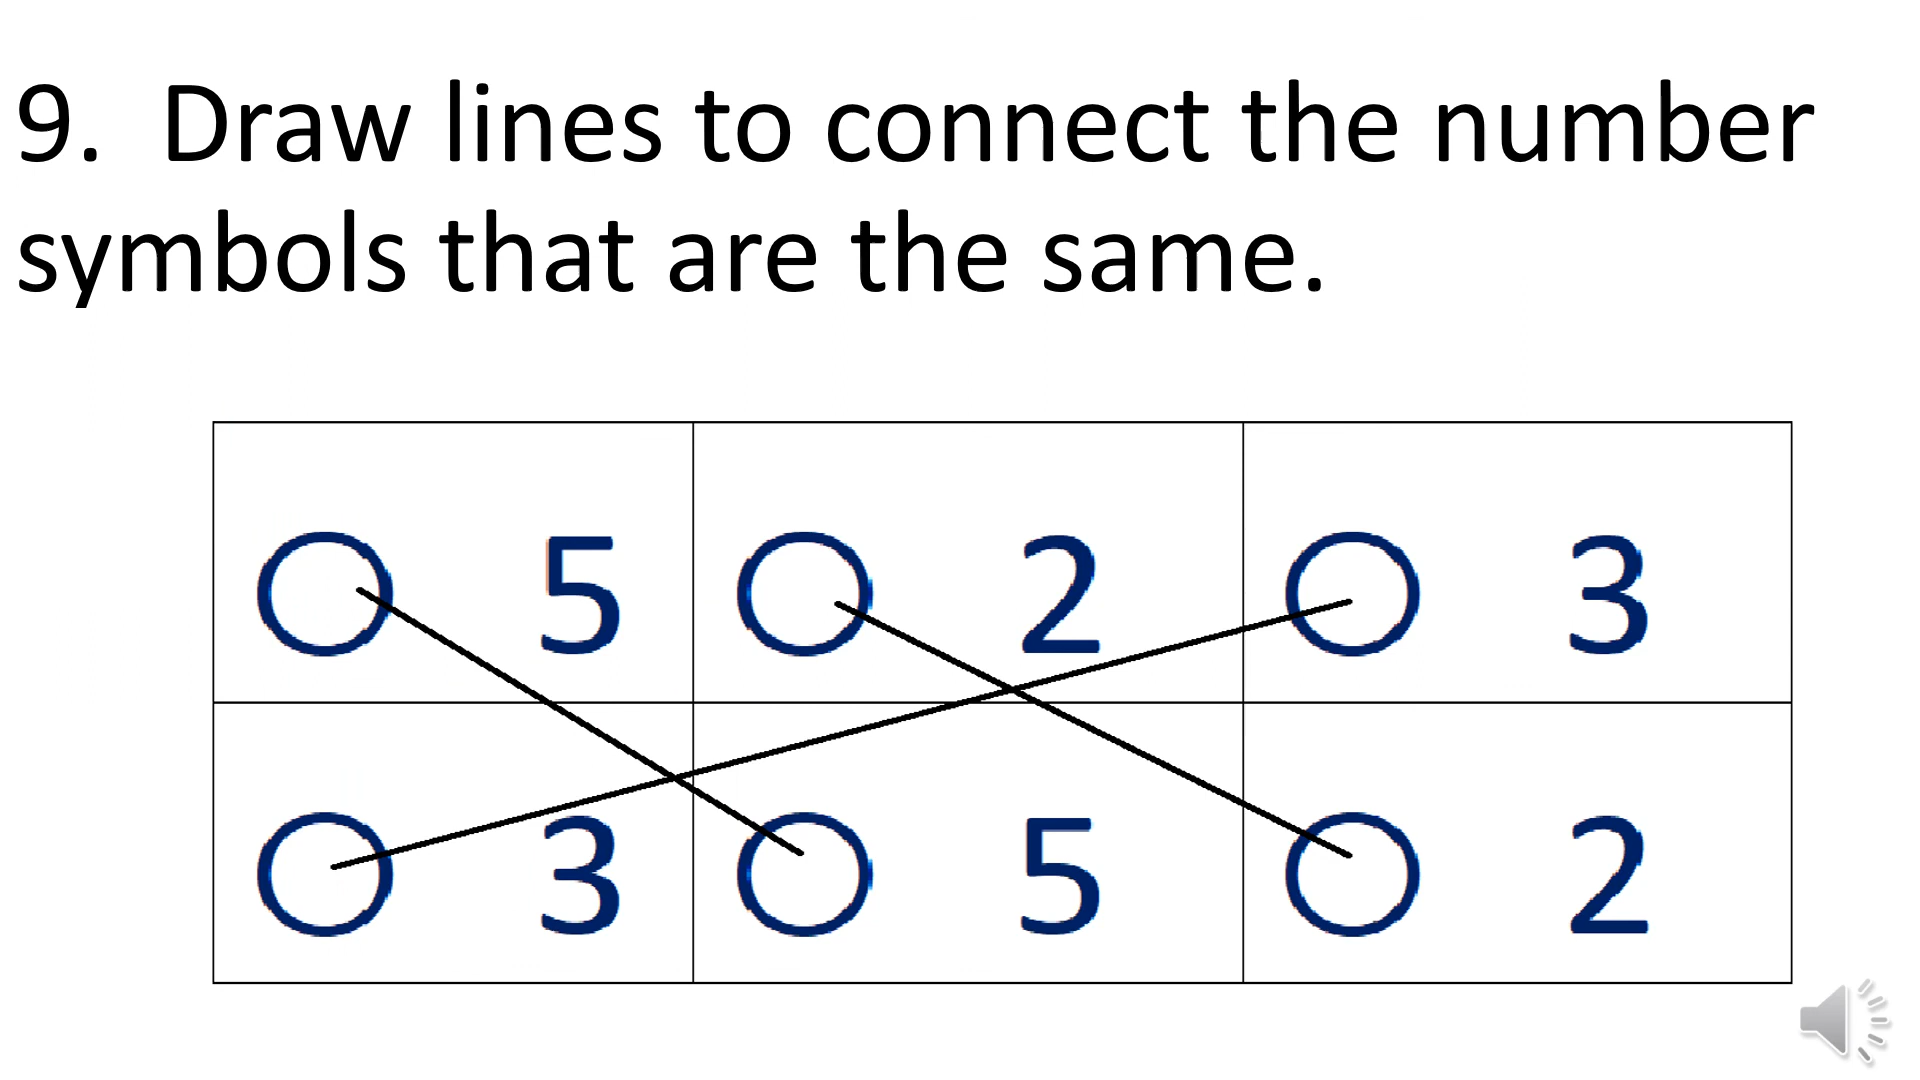 9. Draw lines to connect the number
symbols that are the same.
5 2 3
3 5 2